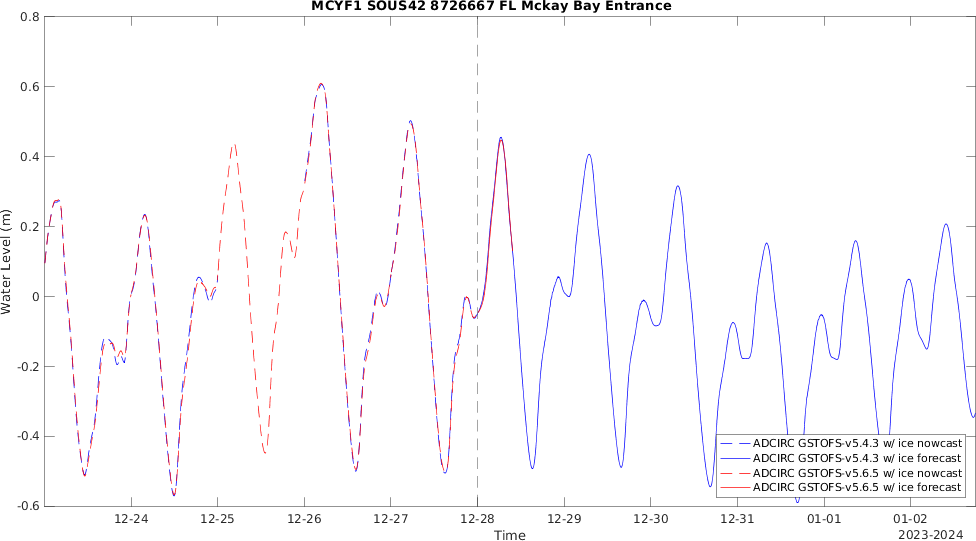 MCYF1 SOUS42 8726667 FL Mckay Bay Entrance
0.8
0.6
0.4
0.2
0
-0.2
-0.4
-0.6
Water Level (m)
12-24 12-25 12-26 12-27 12-28 12-29 12-30 12-31 01-01 01-02
Time
2023-2024
ADCIRC GSTOFS-v5.4.3 w/ ice nowcast
ADCIRC GSTOFS-v5.4.3 w/ ice forecast
ADCIRC GSTOFS-v5.6.5 w/ ice nowcast
ADCIRC GSTOFS-v5.6.5 w/ ice forecast